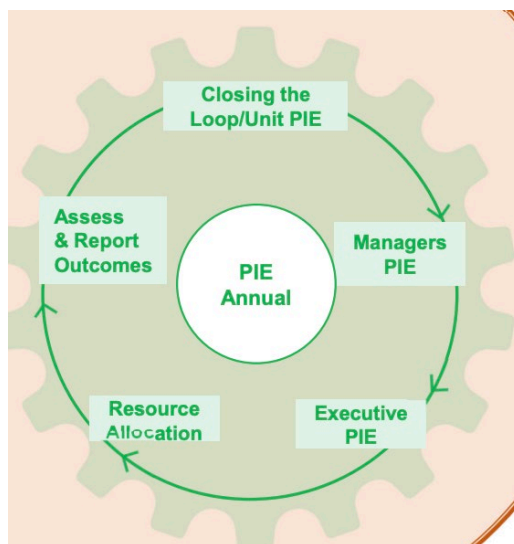 Closing the
Loop/Unit PIE
Assess
& Report
Outcomes
PIE
Annual
Managers
PIE
Resource
Allocation
Executive
PIE